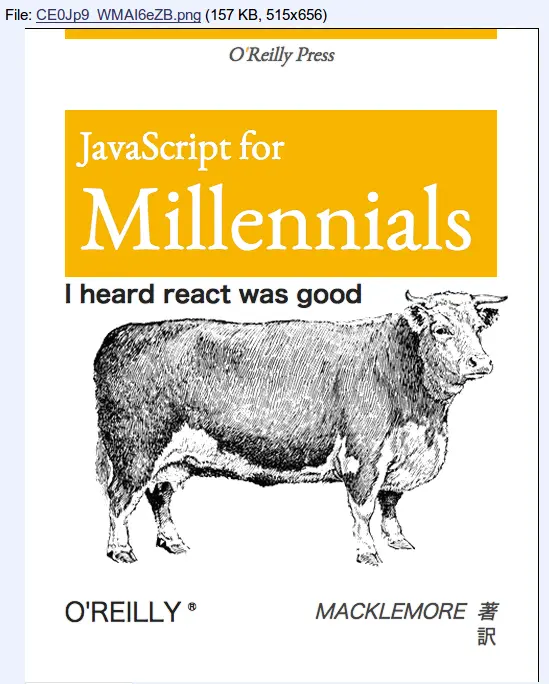 File: CE0Jp9_WMAI6eZB.png (157 KB, 515x656)
O'Reilly Press
JavaScript for
Millennials
I heard react was good
O'REILLY ®
MACKLEMORE 著
訳